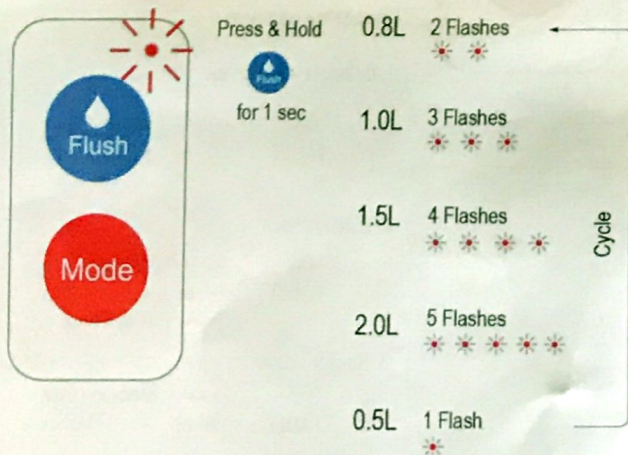 Flush
Mode
Press & Hold
Flush
for 1 sec
0.8L 2 Flashes
1.0L 3 Flashes
1.5L 4 Flashes
2.0L 5 Flashes
0.5L 1 Flash
Cycle